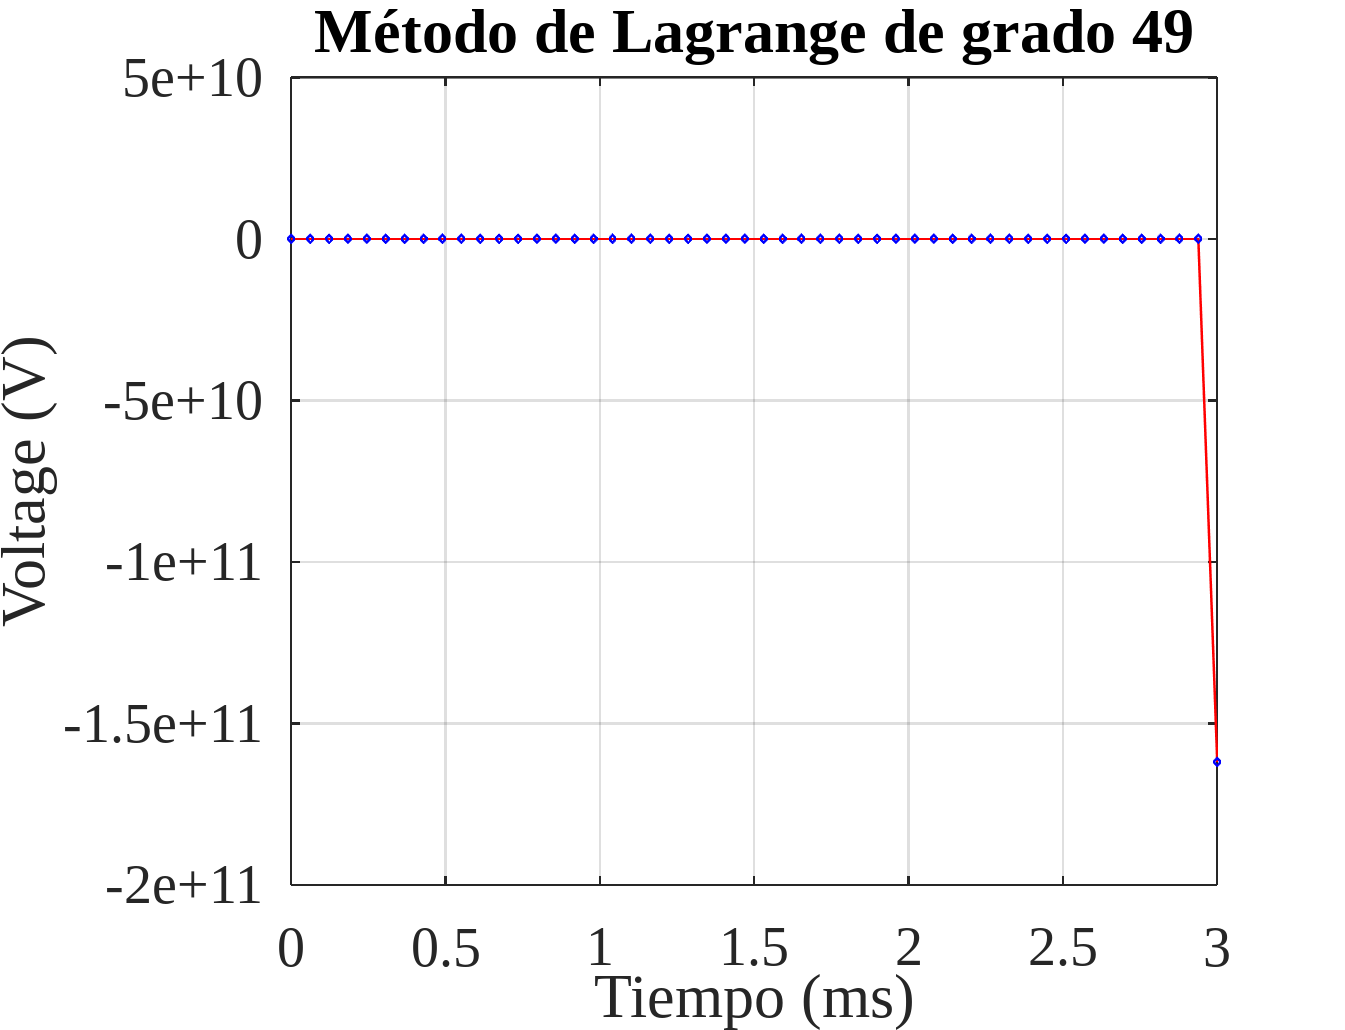 Método de Lagrange de grado 49
5e+10
0
-5e+10
-1e+11
-1.5e+11
-2e+11
Voltage (V)
0 0.5 1 1.5 2 2.5 3
Tiempo (ms)